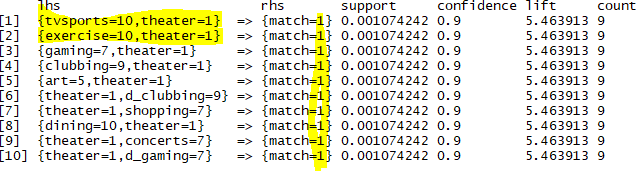 lhs rhs support confidence lift count
[1] {tvsports=10,theater=1} => {match=1} 0.001074242 0.9 5.463913 9
[2] {exercise=10,theater=1} => {match=1} 0.001074242 0.9 5.463913 9
[3] {gaming=7,theater=1} => {match=1} 0.001074242 0.9 5.463913 9
[4] {clubbing=9,theater=1} => {match=1} 0.001074242 0.9 5.463913 9
[5] {art=5,theater=1} => {match=1} 0.001074242 0.9 5.463913 9
[6] {theater=1,d_clubbing=9} => {match=1} 0.001074242 0.9 5.463913 9
[7] {theater=1,shopping=7} => {match=1} 0.001074242 0.9 5.463913 9
[8] {dining=10,theater=1} => {match=1} 0.001074242 0.9 5.463913 9
[9] {theater=1,concerts=7} => {match=1} 0.001074242 0.9 5.463913 9
[10] {theater=1,d_gaming=7} => {match=1} 0.001074242 0.9 5.463913 9